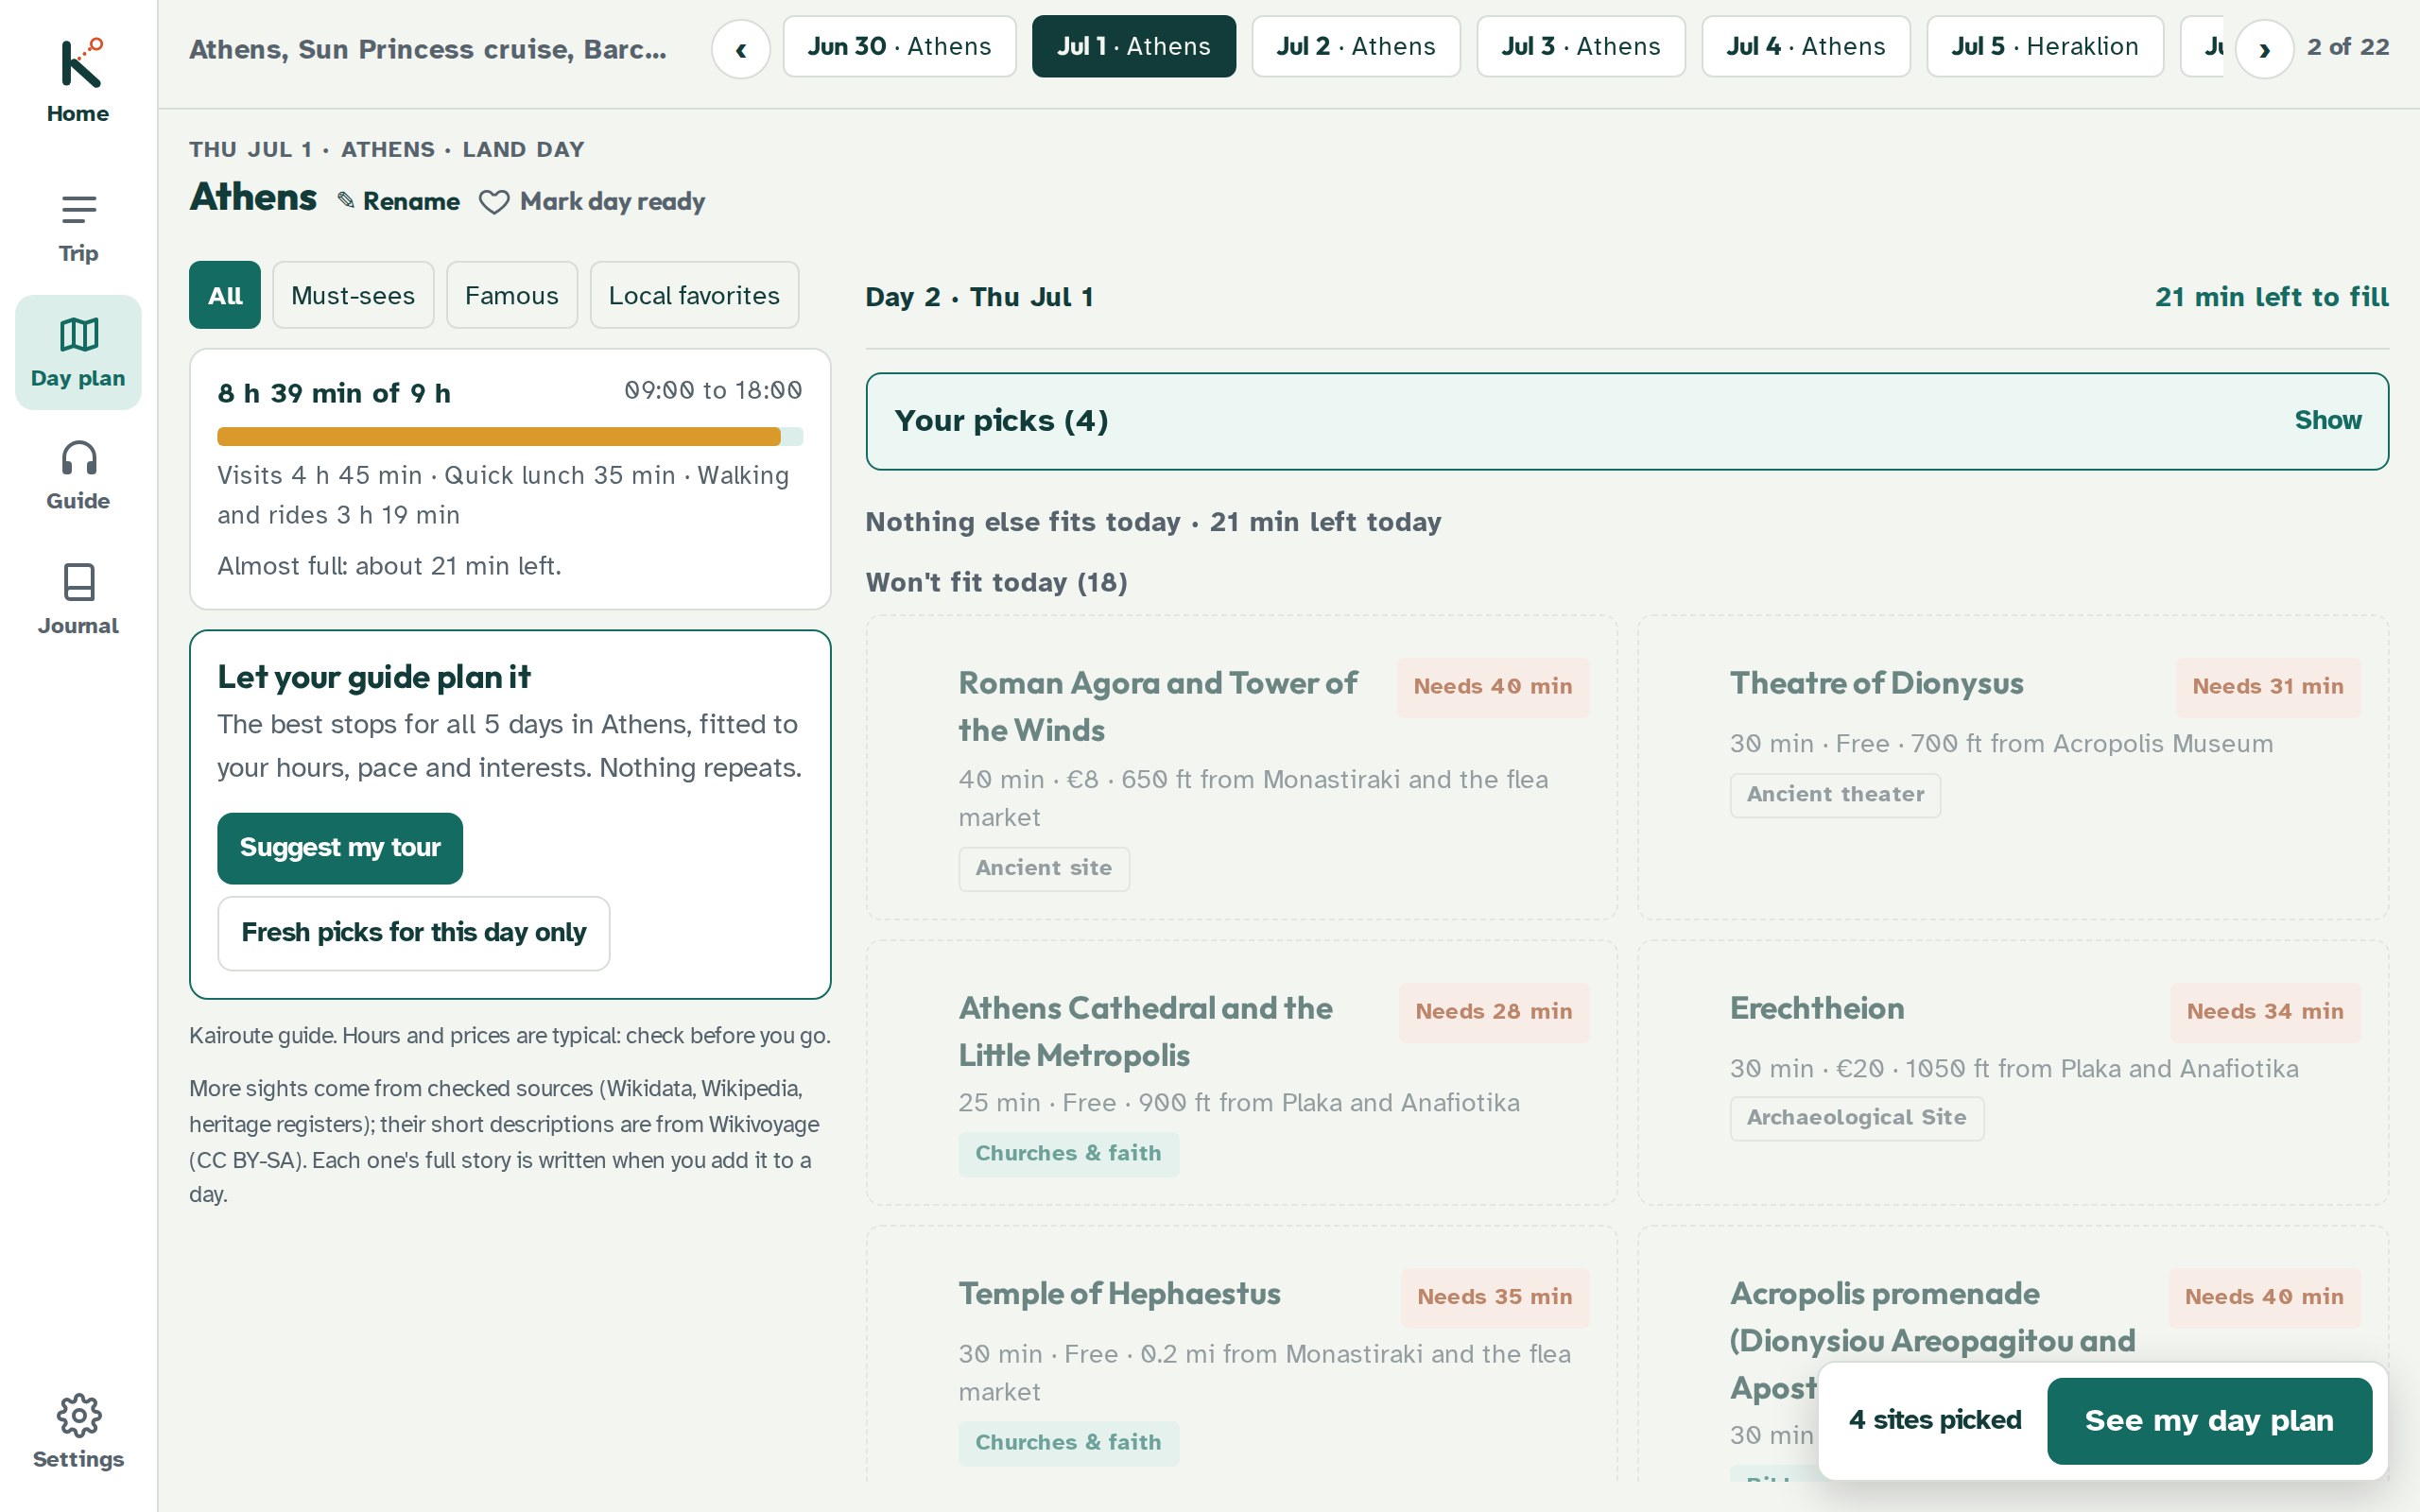 Home
Trip
Day plan
Guide
Journal
Settings
Athens, Sun Princess cruise, Barc...
‹
Jun 30 · Athens
Jul 1 · Athens
Jul 2 · Athens
Jul 3 · Athens
Jul 4 · Athens
Jul 5 · Heraklion
›
2 of 22
THU JUL 1 · ATHENS · LAND DAY
Athens
✎ Rename
Mark day ready
All
Must-sees
Famous
Local favorites
8 h 39 min of 9 h
09:00 to 18:00
Visits 4 h 45 min · Quick lunch 35 min · Walking
and rides 3 h 19 min
Almost full: about 21 min left.
Let your guide plan it
The best stops for all 5 days in Athens, fitted to
your hours, pace and interests. Nothing repeats.
Suggest my tour
Fresh picks for this day only
Kairoute guide. Hours and prices are typical: check before you go.
More sights come from checked sources (Wikidata, Wikipedia,
heritage registers); their short descriptions are from Wikivoyage
(CC BY-SA). Each one's full story is written when you add it to a
day.
Day 2 · Thu Jul 1
21 min left to fill
Your picks (4)
Show
Nothing else fits today · 21 min left today
Won't fit today (18)
Roman Agora and Tower of
the Winds
Needs 40 min
40 min · €8 · 650 ft from Monastiraki and the flea
market
Ancient site
Theatre of Dionysus
Needs 31 min
30 min · Free · 700 ft from Acropolis Museum
Ancient theater
Athens Cathedral and the
Little Metropolis
Needs 28 min
25 min · Free · 900 ft from Plaka and Anafiotika
Churches & faith
Erechtheion
Needs 34 min
30 min · €20 · 1050 ft from Plaka and Anafiotika
Archaeological Site
Temple of Hephaestus
Needs 35 min
30 min · Free · 0.2 mi from Monastiraki and the flea
market
Churches & faith
Acropolis promenade
(Dionysiou Areopagitou and
Needs 40 min
30 min
4 sites picked
See my day plan